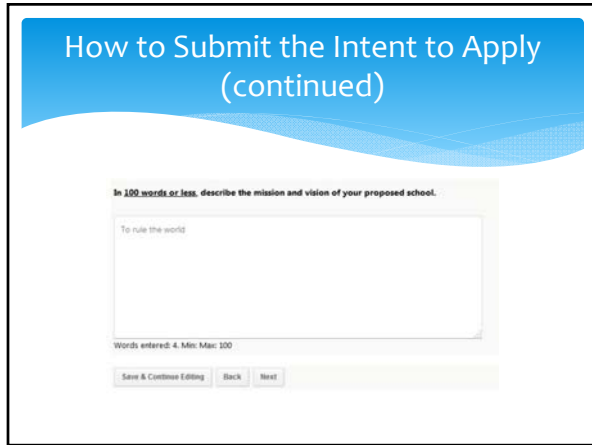 How to Submit the Intent to Apply
(continued)
In 100 words or less, describe the mission and vision of your proposed school.
To rule the world
Words entered: 4. Min: Max: 100
Save & Continue Editing Back Next